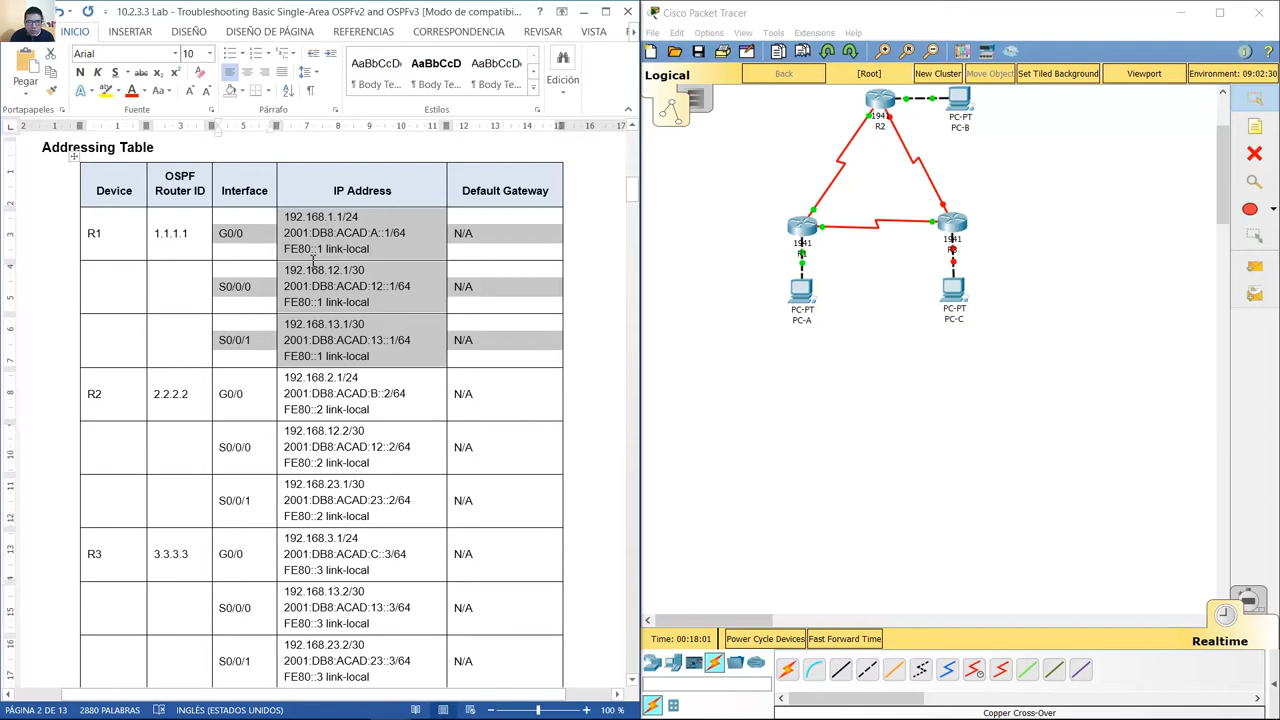 10.2.3.3 Lab - Troubleshooting Basic Single-Area OSPFv2 and OSPFv3 [Modo de compatibi...
INICIO INSERTAR DISEÑO DISEÑO DE PÁGINA REFERENCIAS CORRESPONDENCIA REVISAR VISTA
Pegar
Arial 10
N K S abc x₂ x²
AaBbCcD AaBbCcD AaBbCcD
¶ Body Te... ¶ Body Te... ¶ Body Te...
Edición
Portapapeles Fuente Párrafo Estilos
Addressing Table
Device OSPF Router ID Interface IP Address Default Gateway
R1 1.1.1.1 G0/0 192.168.1.1/24 N/A
2001:DB8:ACAD:A::1/64
FE80::1 link-local
S0/0/0 192.168.12.1/30 N/A
2001:DB8:ACAD:12::1/64
FE80::1 link-local
S0/0/1 192.168.13.1/30 N/A
2001:DB8:ACAD:13::1/64
FE80::1 link-local
R2 2.2.2.2 G0/0 192.168.2.1/24 N/A
2001:DB8:ACAD:B::2/64
FE80::2 link-local
S0/0/0 192.168.12.2/30 N/A
2001:DB8:ACAD:12::2/64
FE80::2 link-local
S0/0/1 192.168.23.1/30 N/A
2001:DB8:ACAD:23::2/64
FE80::2 link-local
R3 3.3.3.3 G0/0 192.168.3.1/24 N/A
2001:DB8:ACAD:C::3/64
FE80::3 link-local
S0/0/0 192.168.13.2/30 N/A
2001:DB8:ACAD:13::3/64
FE80::3 link-local
S0/0/1 192.168.23.2/30 N/A
2001:DB8:ACAD:23::3/64
FE80::3 link-local
PÁGINA 2 DE 13 2880 PALABRAS INGLÉS (ESTADOS UNIDOS) 100 %
Cisco Packet Tracer
File Edit Options View Tools Extensions Help
Logical Back [Root] New Cluster Move Object Set Tiled Background Viewport Environment: 09:02:30
1941
R2
PC-PT
PC-B
1941
R1
1941
R3
PC-PT
PC-A
PC-PT
PC-C
Time: 00:18:01 Power Cycle Devices Fast Forward Time Realtime
Copper Cross-Over